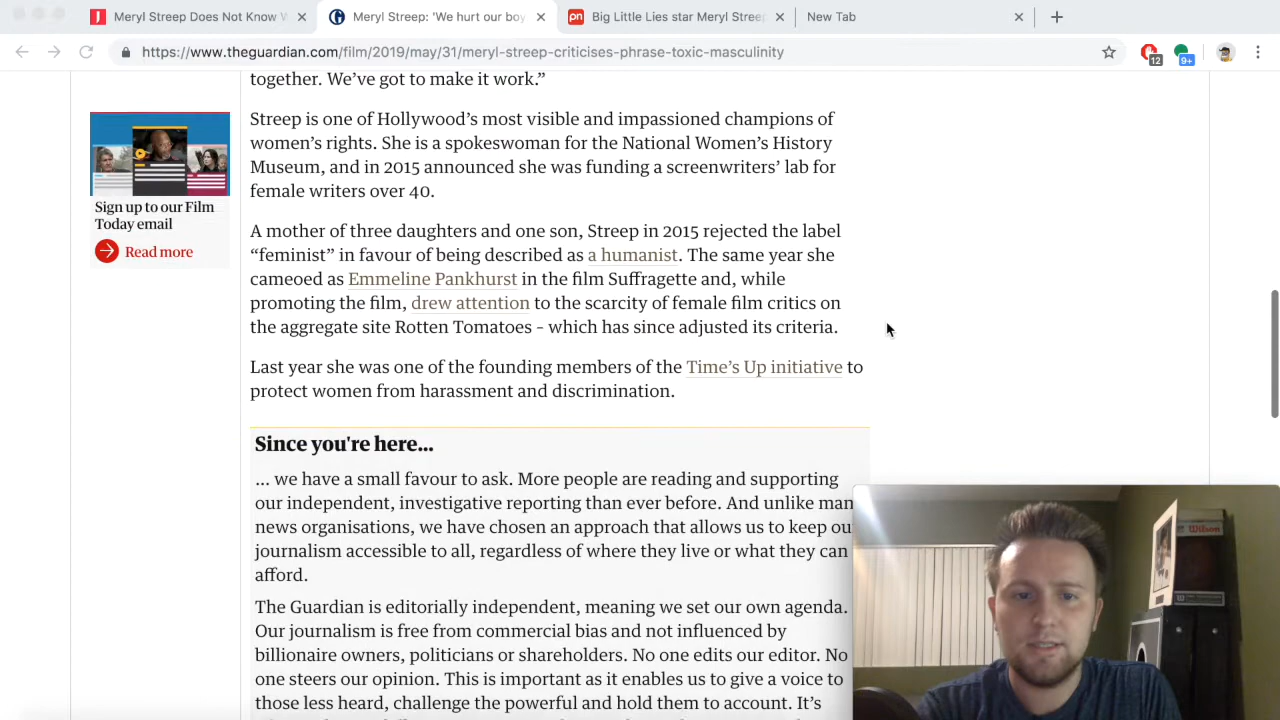 Meryl Streep Does Not Know W
Meryl Streep: 'We hurt our boy
Big Little Lies star Meryl Streep
New Tab
https://www.theguardian.com/film/2019/may/31/meryl-streep-criticises-phrase-toxic-masculinity
12
9+
together. We’ve got to make it work.”
Streep is one of Hollywood’s most visible and impassioned champions of
women’s rights. She is a spokeswoman for the National Women’s History
Museum, and in 2015 announced she was funding a screenwriters’ lab for
female writers over 40.
Sign up to our Film
Today email
Read more
A mother of three daughters and one son, Streep in 2015 rejected the label
“feminist” in favour of being described as a humanist. The same year she
cameoed as Emmeline Pankhurst in the film Suffragette and, while
promoting the film, drew attention to the scarcity of female film critics on
the aggregate site Rotten Tomatoes – which has since adjusted its criteria.
Last year she was one of the founding members of the Time’s Up initiative to
protect women from harassment and discrimination.
Since you're here...
... we have a small favour to ask. More people are reading and supporting
our independent, investigative reporting than ever before. And unlike man
news organisations, we have chosen an approach that allows us to keep ou
journalism accessible to all, regardless of where they live or what they can
afford.
The Guardian is editorially independent, meaning we set our own agenda.
Our journalism is free from commercial bias and not influenced by
billionaire owners, politicians or shareholders. No one edits our editor. No
one steers our opinion. This is important as it enables us to give a voice to
those less heard, challenge the powerful and hold them to account. It’s
Wilson